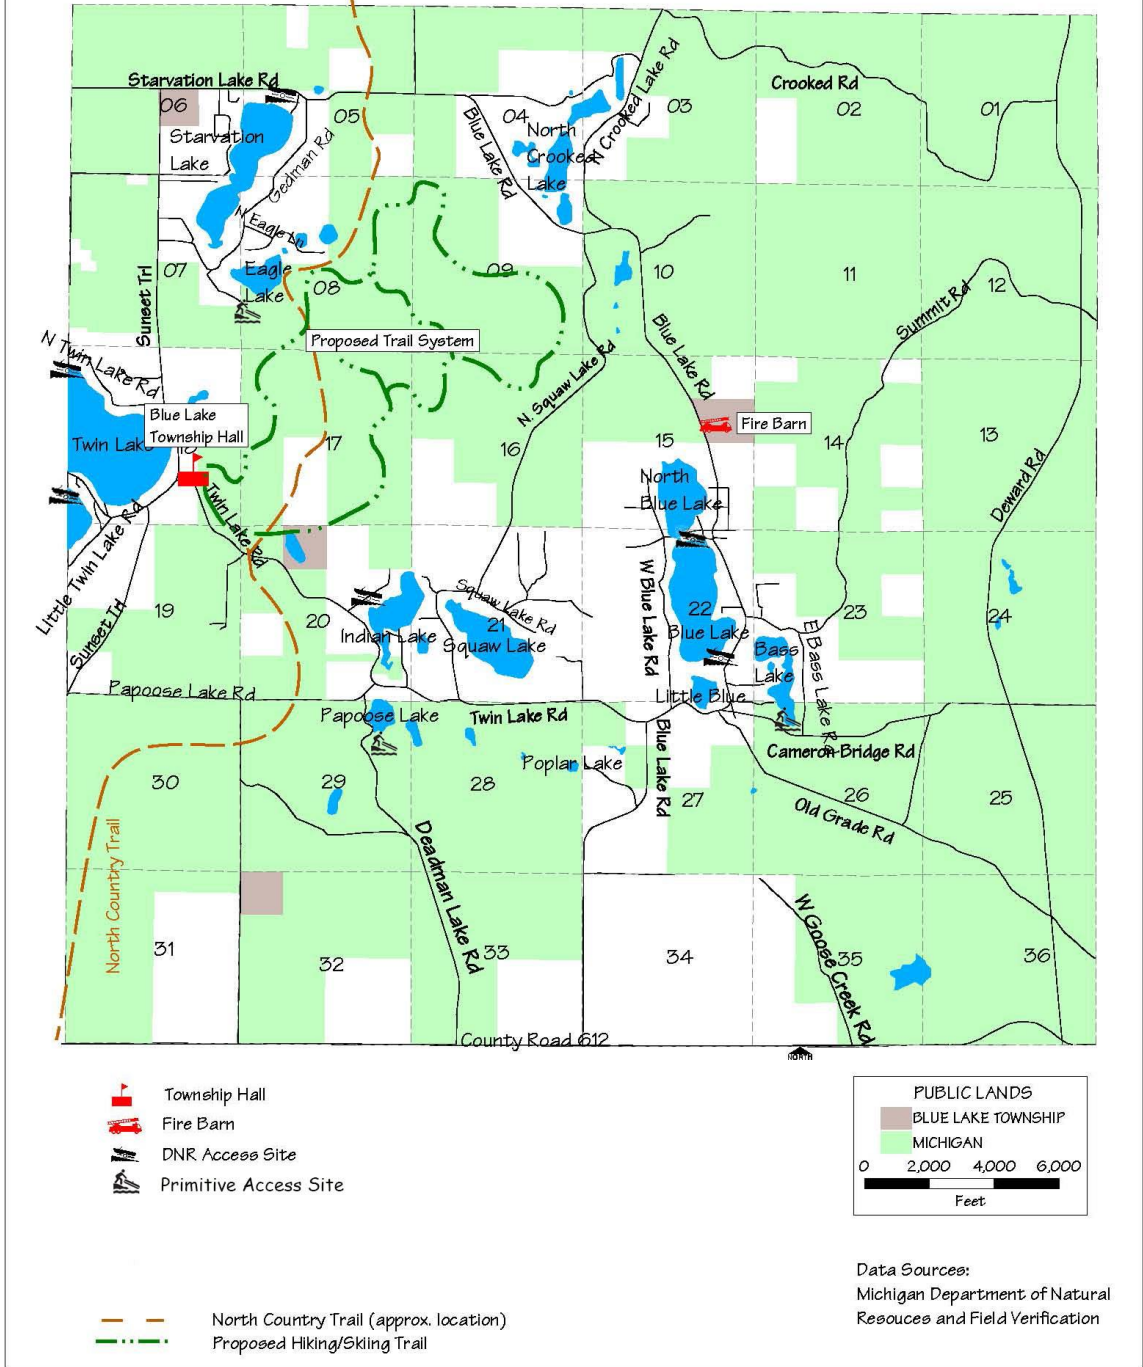 Starvation Lake Rd
Crooked Rd
06
05
04
03
02
01
Starvation
Lake
Gedman Rd
Blue Lake Rd
North
Crooked
Lake
N Crooked Lake Rd
N Eagle Ln
Eagle
Lake
07
08
09
10
11
12
Sunset Trl
Summit Rd
Proposed Trail System
N Twin Lake Rd
N. Squaw Lake Rd
Blue Lake Rd
Blue Lake
Township Hall
Fire Barn
Twin Lake
18
17
16
15
14
13
North
Blue Lake
Deward Rd
Twin Lake Rd
Little Twin Lake Rd
Sunset Trl
19
20
21
22
23
24
Squaw Lake Rd
Indian Lake
Squaw Lake
W Blue Lake Rd
Blue Lake
Bass
Lake
E Bass Lake Rd
Little Blue
Papoose Lake Rd
Papoose Lake
Twin Lake Rd
Blue Lake Rd
Cameron Bridge Rd
Poplar Lake
30
29
28
27
26
25
Old Grade Rd
North Country Trail
Deadman Lake Rd
W Goose Creek Rd
31
32
33
34
35
36
County Road 612
NORTH
Township Hall
Fire Barn
DNR Access Site
Primitive Access Site
PUBLIC LANDS
BLUE LAKE TOWNSHIP
MICHIGAN
0 2,000 4,000 6,000
Feet
Data Sources:
Michigan Department of Natural
Resouces and Field Verification
North Country Trail (approx. location)
Proposed Hiking/Skiing Trail